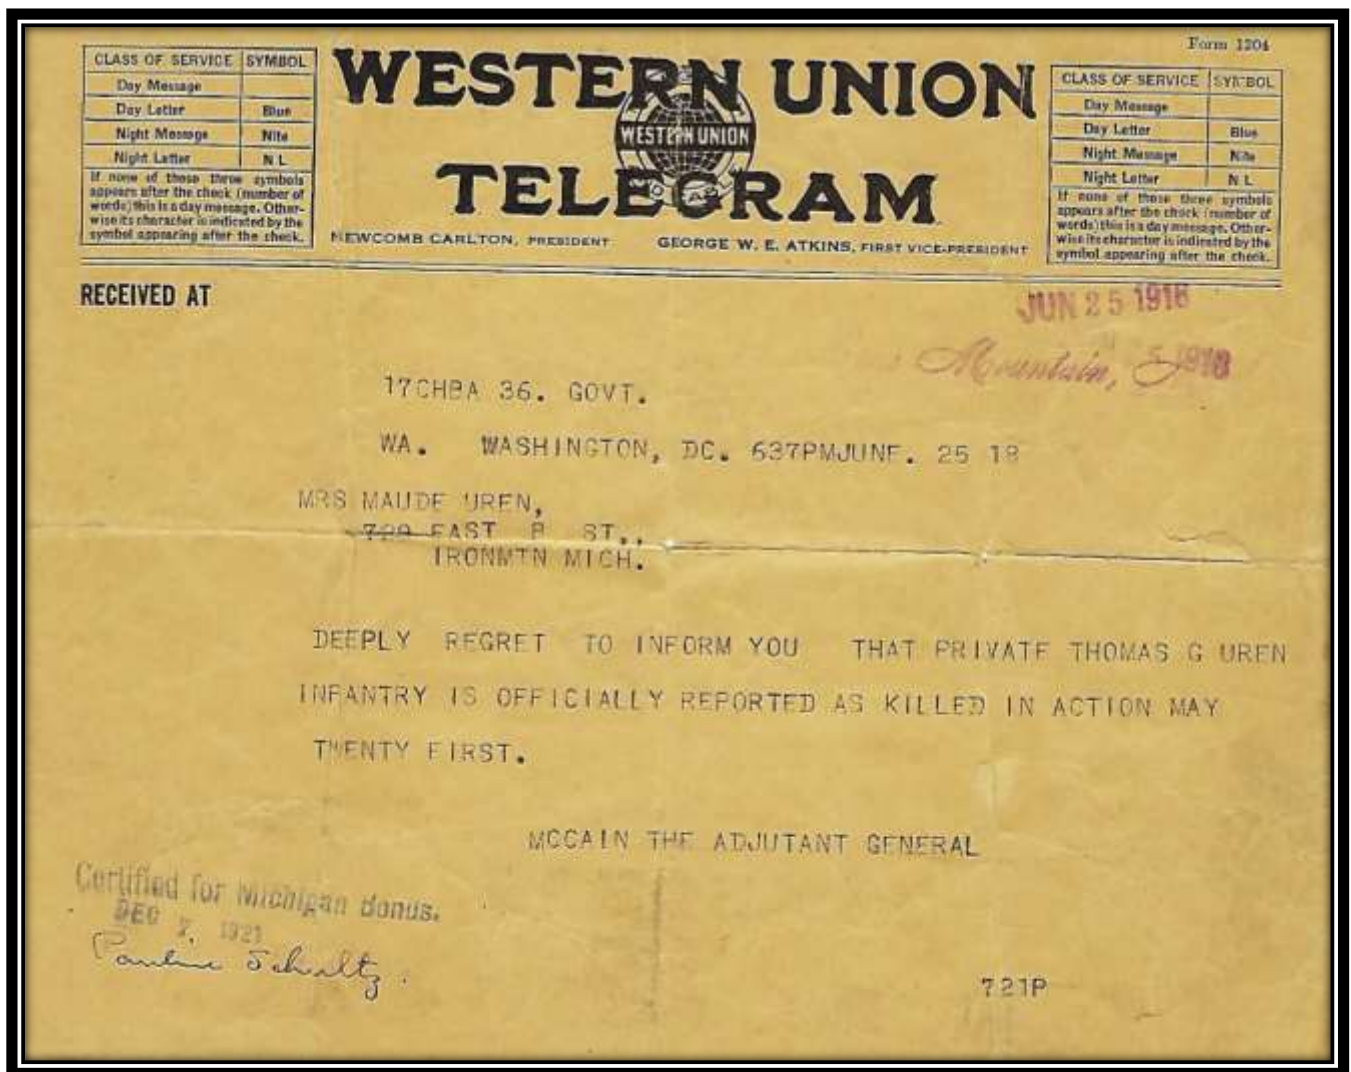 Form 1204
CLASS OF SERVICE SYMBOL
Day Message
Day Letter Blue
Night Message Nite
Night Letter N L
If none of these three symbols
appears after the check (number of
words) this is a day message. Other-
wise its character is indicated by the
symbol appearing after the check.
WESTERN UNION
WESTERN UNION
TELEGRAM
NEWCOMB CARLTON, PRESIDENT GEORGE W. E. ATKINS, FIRST VICE-PRESIDENT
CLASS OF SERVICE SYMBOL
Day Message
Day Letter Blue
Night Message Nite
Night Letter N L
If none of these three symbols
appears after the check (number of
words) this is a day message. Other-
wise its character is indicated by the
symbol appearing after the check.
RECEIVED AT
JUN 25 1918
Mountain, 1918
17CHBA 36. GOVT.
WA. WASHINGTON, DC. 637PMJUNE. 25 18
MRS MAUDE UREN,
729 EAST B ST,,
IRONMTN MICH.
DEEPLY REGRET TO INFORM YOU THAT PRIVATE THOMAS G UREN
INFANTRY IS OFFICIALLY REPORTED AS KILLED IN ACTION MAY
TWENTY FIRST.
MCCAIN THE ADJUTANT GENERAL
Certified for Michigan Bonus.
DEC 7. 1921
Pauline Schultz.
721P